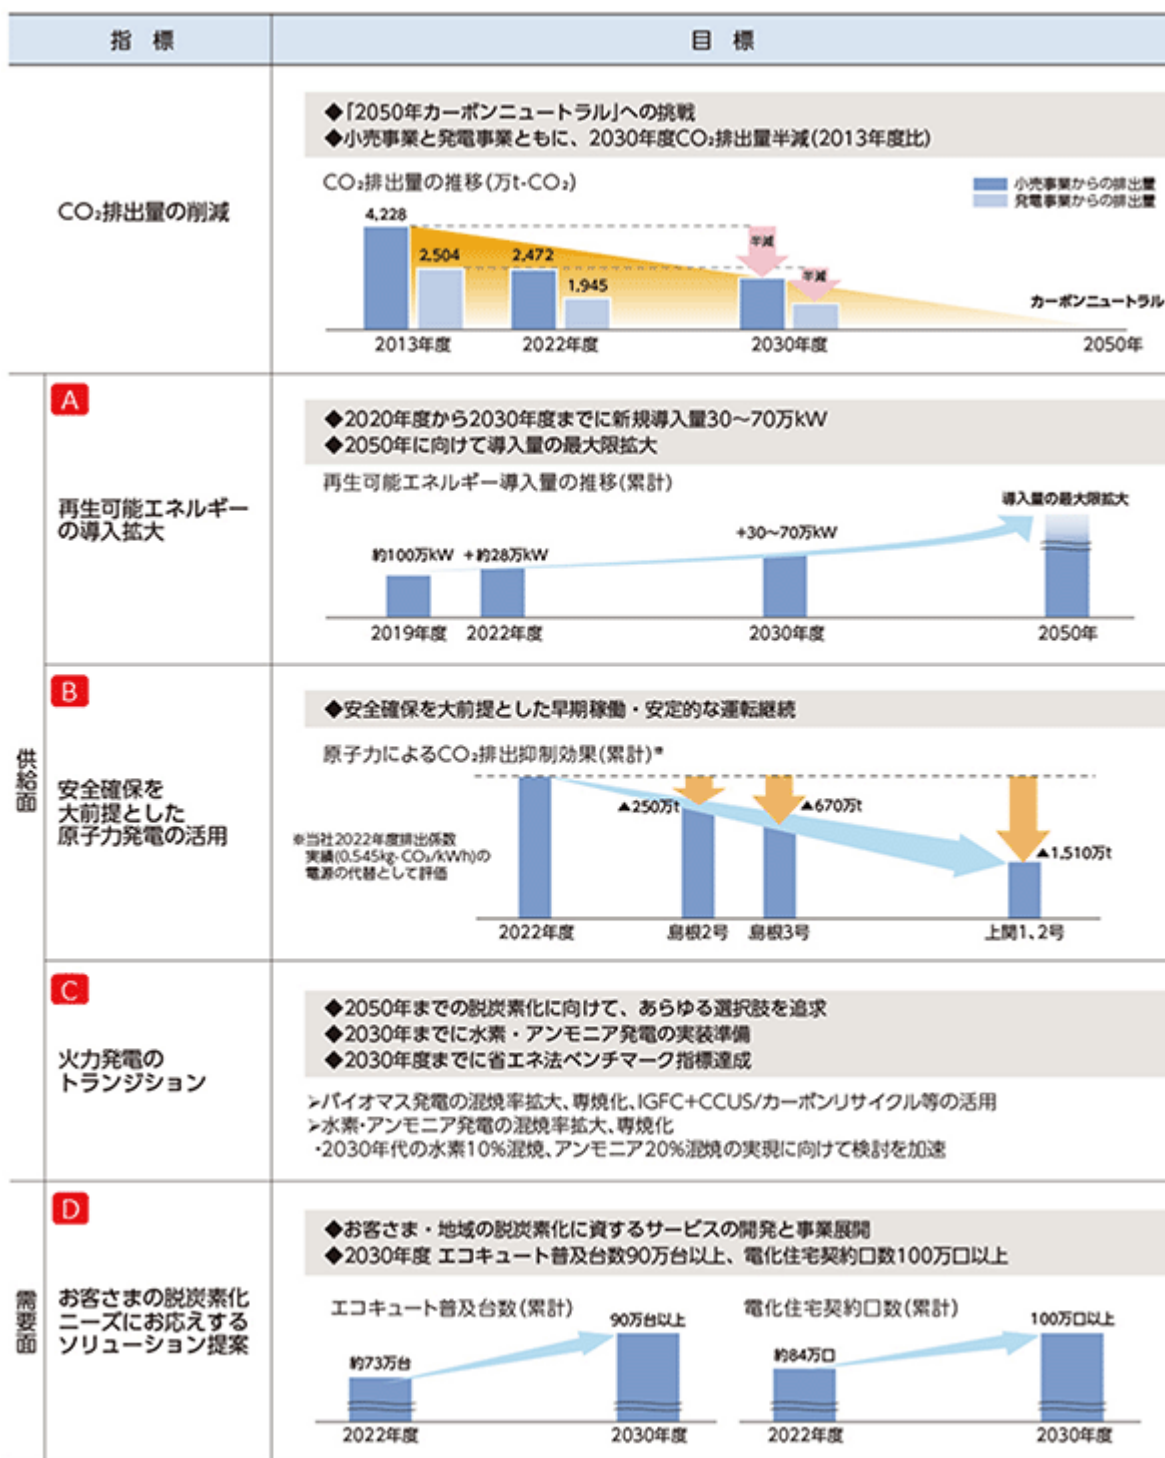 指 標
目 標
CO₂排出量の削減
◆「2050年カーボンニュートラル」への挑戦
◆小売事業と発電事業ともに、2030年度CO₂排出量半減(2013年度比)
CO₂排出量の推移(万t-CO₂)
小売事業からの排出量
発電事業からの排出量
4,228
2,504
2,472
1,945
半減
半減
カーボンニュートラル
2013年度
2022年度
2030年度
2050年
供給面
A
再生可能エネルギー
の導入拡大
◆2020年度から2030年度までに新規導入量30～70万kW
◆2050年に向けて導入量の最大限拡大
再生可能エネルギー導入量の推移(累計)
導入量の最大限拡大
約100万kW
+約28万kW
+30～70万kW
2019年度
2022年度
2030年度
2050年
B
安全確保を
大前提とした
原子力発電の活用
◆安全確保を大前提とした早期稼働・安定的な運転継続
原子力によるCO₂排出抑制効果(累計)※
▲250万t
▲670万t
▲1,510万t
※当社2022年度排出係数
実績(0.545kg-CO₂/kWh)の
電源の代替として評価
2022年度
島根2号
島根3号
上関1、2号
C
火力発電の
トランジション
◆2050年までの脱炭素化に向けて、あらゆる選択肢を追求
◆2030年までに水素・アンモニア発電の実装準備
◆2030年度までに省エネ法ベンチマーク指標達成
➢バイオマス発電の混焼率拡大、専焼化、IGFC+CCUS/カーボンリサイクル等の活用
➢水素・アンモニア発電の混焼率拡大、専焼化
・2030年代の水素10%混焼、アンモニア20%混焼の実現に向けて検討を加速
需要面
D
お客さまの脱炭素化
ニーズにお応えする
ソリューション提案
◆お客さま・地域の脱炭素化に資するサービスの開発と事業展開
◆2030年度 エコキュート普及台数90万台以上、電化住宅契約口数100万口以上
エコキュート普及台数(累計)
約73万台
90万台以上
2022年度
2030年度
電化住宅契約口数(累計)
約84万口
100万口以上
2022年度
2030年度